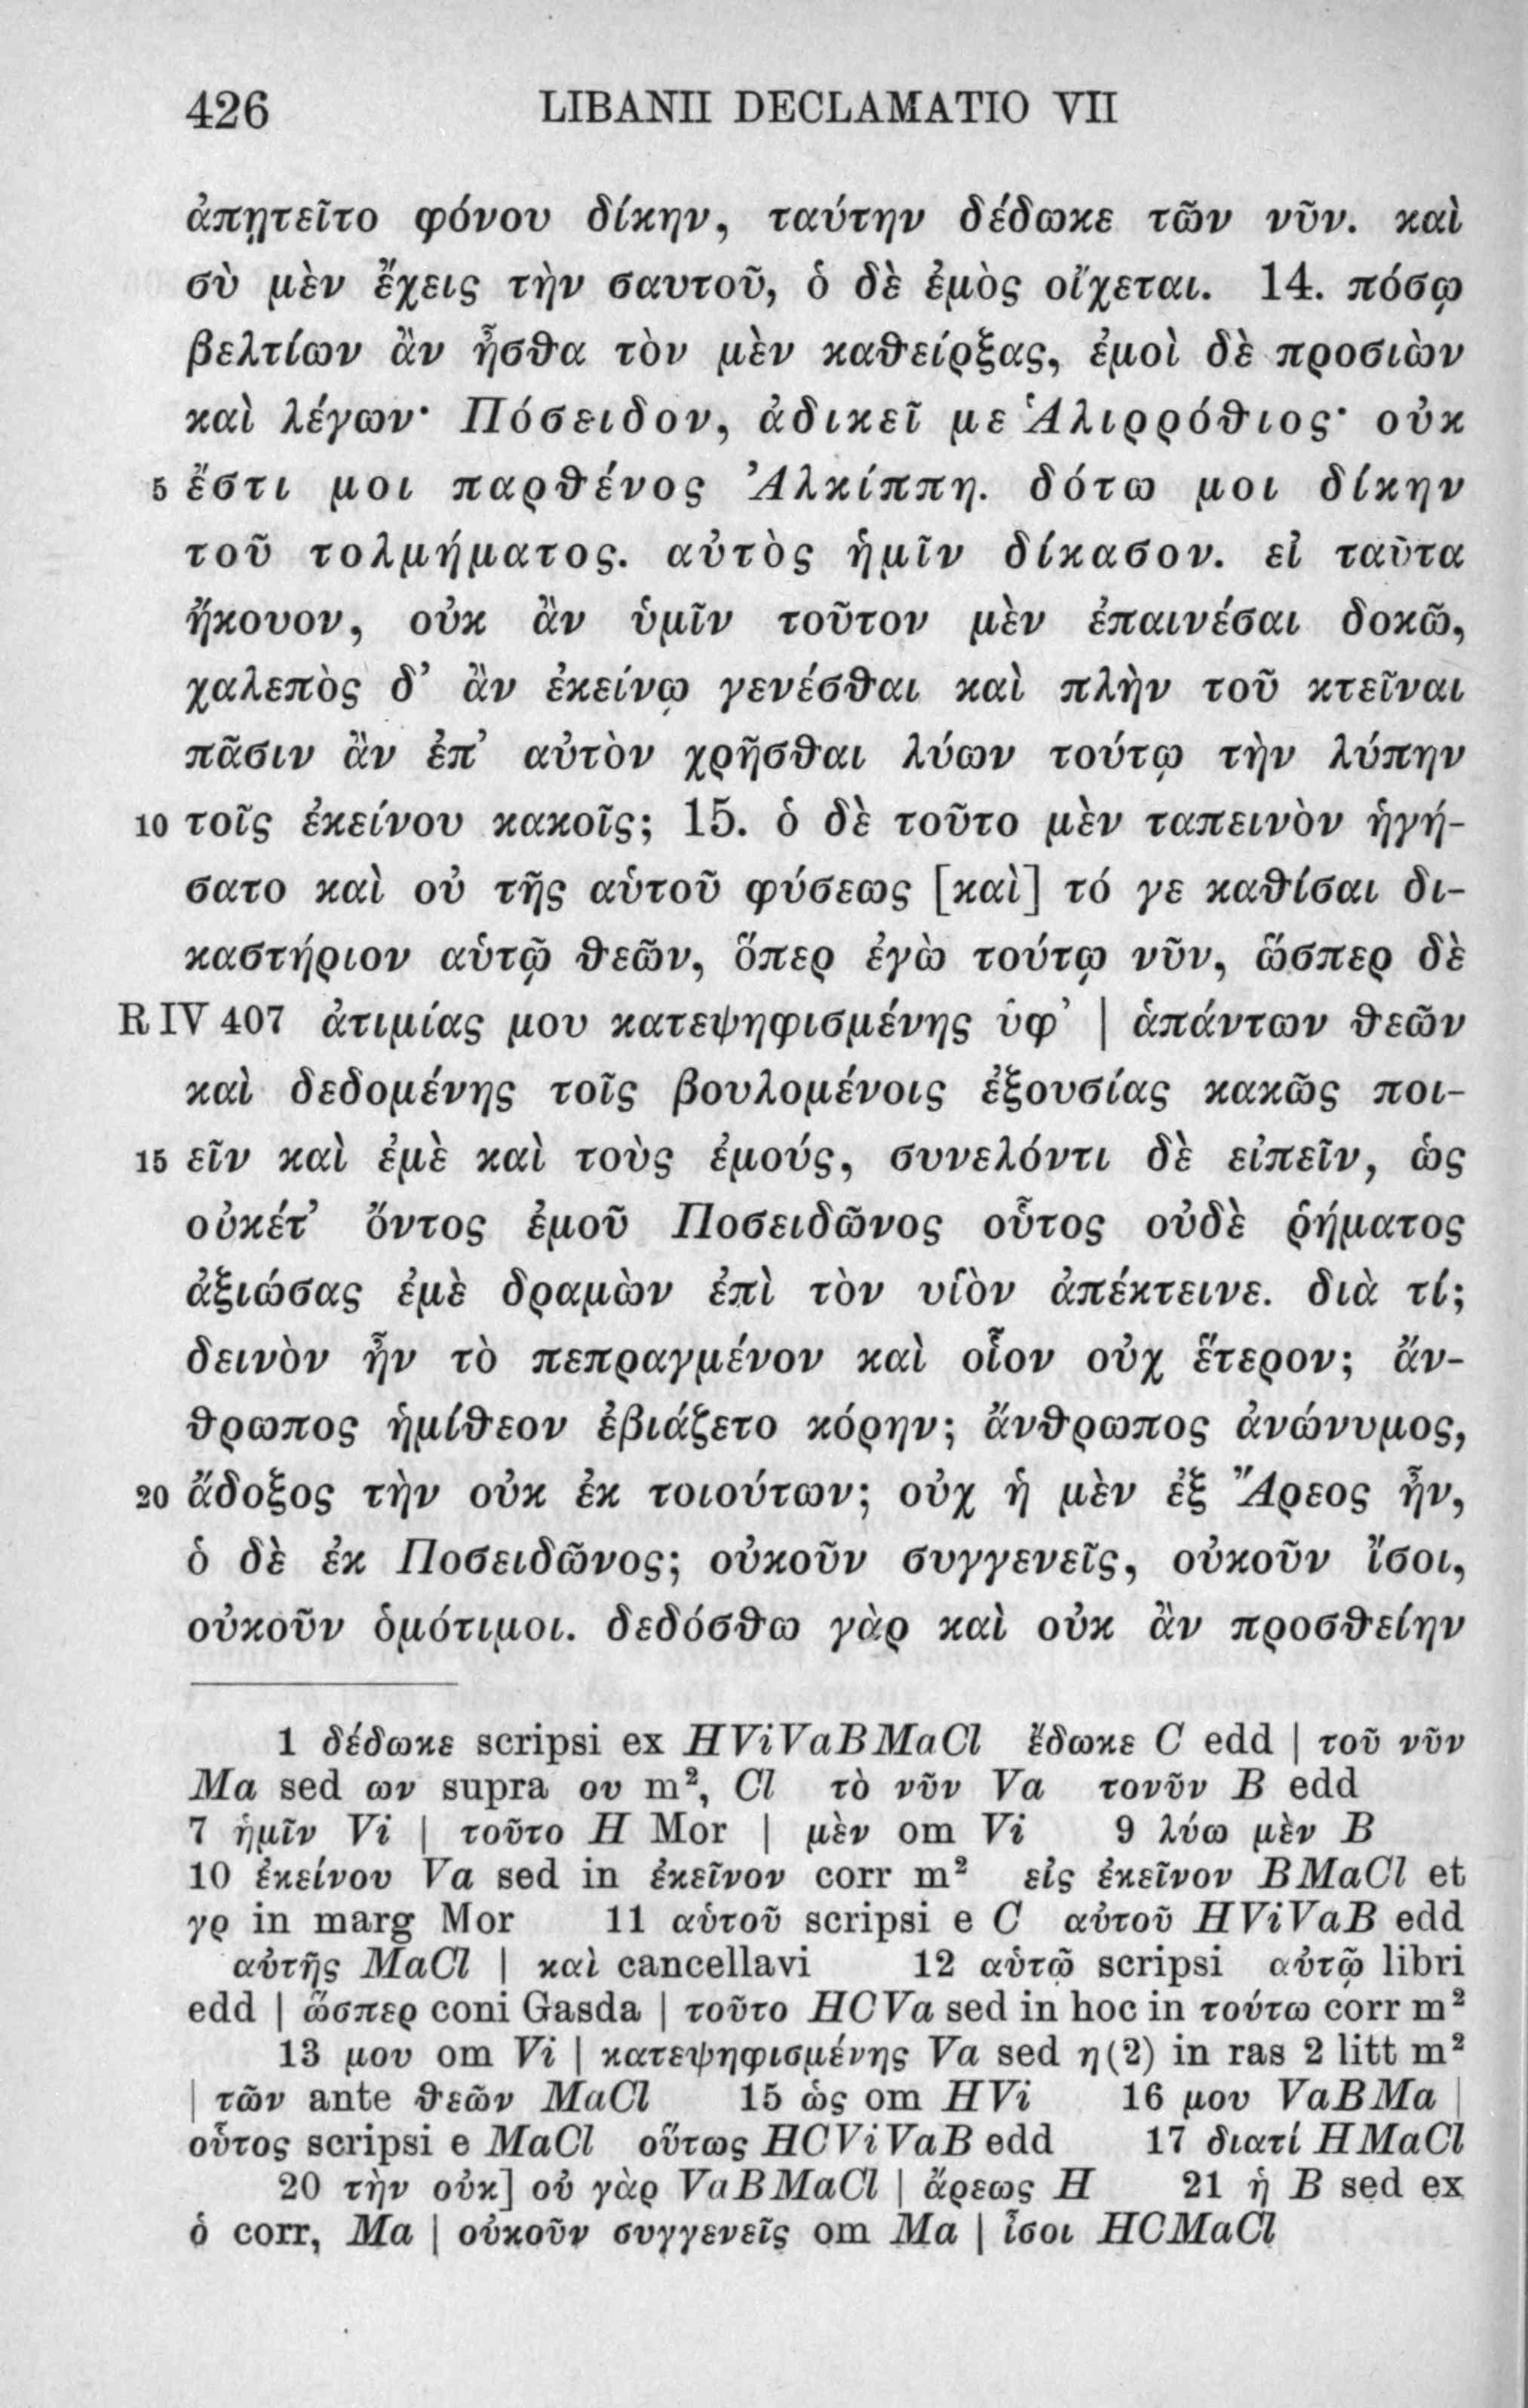 426 LIBANII DECLAMATIO VII
ἀπῃτεῖτο φόνου δίκην, ταύτην δέδωκε τῶν νῦν. καὶ
σὺ μὲν ἔχεις τὴν σαυτοῦ, ὁ δὲ ἐμὸς οἴχεται. 14. πόσῳ
βελτίων ἂν ἦσθα τὸν μὲν καθείρξας, ἐμοὶ δὲ προσιὼν
καὶ λέγων· Πόσειδον, ἀδικεῖ με Ἁλιρρόθιος· οὐκ
5 ἔστι μοι παρθένος Ἀλκίππη. δότω μοι δίκην
τοῦ τολμήματος. αὐτὸς ἡμῖν δίκασον. εἰ ταῦτα
ἤκουον, οὐκ ἂν ὑμῖν τοῦτον μὲν ἐπαινέσαι δοκῶ,
χαλεπὸς δ’ ἂν ἐκείνῳ γενέσθαι καὶ πλὴν τοῦ κτεῖναι
πᾶσιν ἂν ἐπ’ αὐτὸν χρῆσθαι λύων τούτῳ τὴν λύπην
10 τοῖς ἐκείνου κακοῖς; 15. ὁ δὲ τοῦτο μὲν ταπεινὸν ἡγή-
σατο καὶ οὐ τῆς αὑτοῦ φύσεως [καὶ] τό γε καθίσαι δι-
καστήριον αὑτῷ θεῶν, ὅπερ ἐγὼ τούτῳ νῦν, ὥσπερ δὲ
R IV 407 ἀτιμίας μου κατεψηφισμένης ὑφ’ | ἁπάντων θεῶν
καὶ δεδομένης τοῖς βουλομένοις ἐξουσίας κακῶς ποι-
15 εῖν καὶ ἐμὲ καὶ τοὺς ἐμούς, συνελόντι δὲ εἰπεῖν, ὡς
οὐκέτ’ ὄντος ἐμοῦ Ποσειδῶνος οὗτος οὐδὲ ῥήματος
ἀξιώσας ἐμὲ δραμὼν ἐπὶ τὸν υἱὸν ἀπέκτεινε. διὰ τί;
δεινὸν ἦν τὸ πεπραγμένον καὶ οἷον οὐχ ἕτερον; ἄν-
θρωπος ἡμίθεον ἐβιάζετο κόρην; ἄνθρωπος ἀνώνυμος,
20 ἄδοξος τὴν οὐκ ἐκ τοιούτων; οὐχ ἡ μὲν ἐξ Ἄρεος ἦν,
ὁ δὲ ἐκ Ποσειδῶνος; οὐκοῦν συγγενεῖς, οὐκοῦν ἴσοι,
οὐκοῦν ὁμότιμοι. δεδόσθω γὰρ καὶ οὐκ ἂν προσθείην
1 δέδωκε scripsi ex HViVaBMaCl ἔδωκε C edd | τοῦ νῦν
Ma sed ων supra ου m², Cl τὸ νῦν Va τονῦν B edd
7 ἡμῖν Vi | τοῦτο H Mor | μὲν om Vi 9 λύω μὲν B
10 ἐκείνου Va sed in ἐκεῖνον corr m² εἰς ἐκεῖνον BMaCl et
γρ in marg Mor 11 αὑτοῦ scripsi e C αὐτοῦ HViVaB edd
αὐτῆς MaCl | καὶ cancellavi 12 αὑτῷ scripsi αὐτῷ libri
edd | ὥσπερ coni Gasda | τοῦτο HCVa sed in hoc in τούτω corr m²
13 μου om Vi | κατεψηφισμένης Va sed η(2) in ras 2 litt m²
| τῶν ante θεῶν MaCl 15 ὡς om HVi 16 μου VaBMa |
οὗτος scripsi e MaCl οὕτως HCViVaB edd 17 διατί HMaCl
20 τὴν οὐκ] οὐ γὰρ VaBMaCl | ἄρεως H 21 ἡ B sed ex
ὁ corr, Ma | οὐκοῦν συγγενεῖς om Ma | ἶσοι HCMaCl